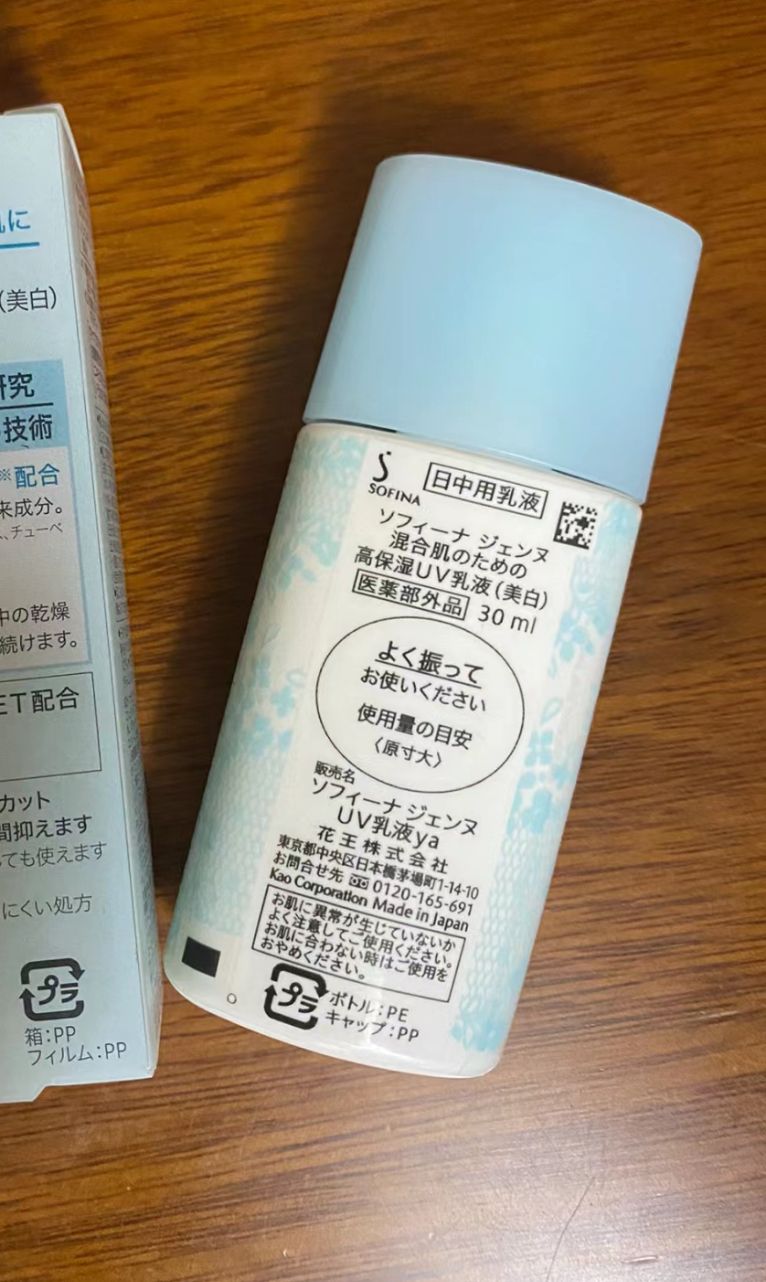 肌に
(美白)
研究
技術
※配合
来成分。
、チューベ
中の乾燥
続けます。
ET配合
カット
間抑えます
ても使えます
にくい処方
プラ
箱:PP
フィルム:PP
SOFINA
日中用乳液
ソフィーナ ジェンヌ
混合肌のための
高保湿UV乳液(美白)
医薬部外品 30 ml
よく振って
お使いください
使用量の目安
〈原寸大〉
販売名
ソフィーナ ジェンヌ
UV乳液ya
花王株式会社
東京都中央区日本橋茅場町1-14-10
お問合せ先 0120-165-691
Kao Corporation Made in Japan
お肌に異常が生じていないか
よく注意してご使用ください。
お肌に合わない時はご使用を
おやめください。
プラ
ボトル:PE
キャップ:PP